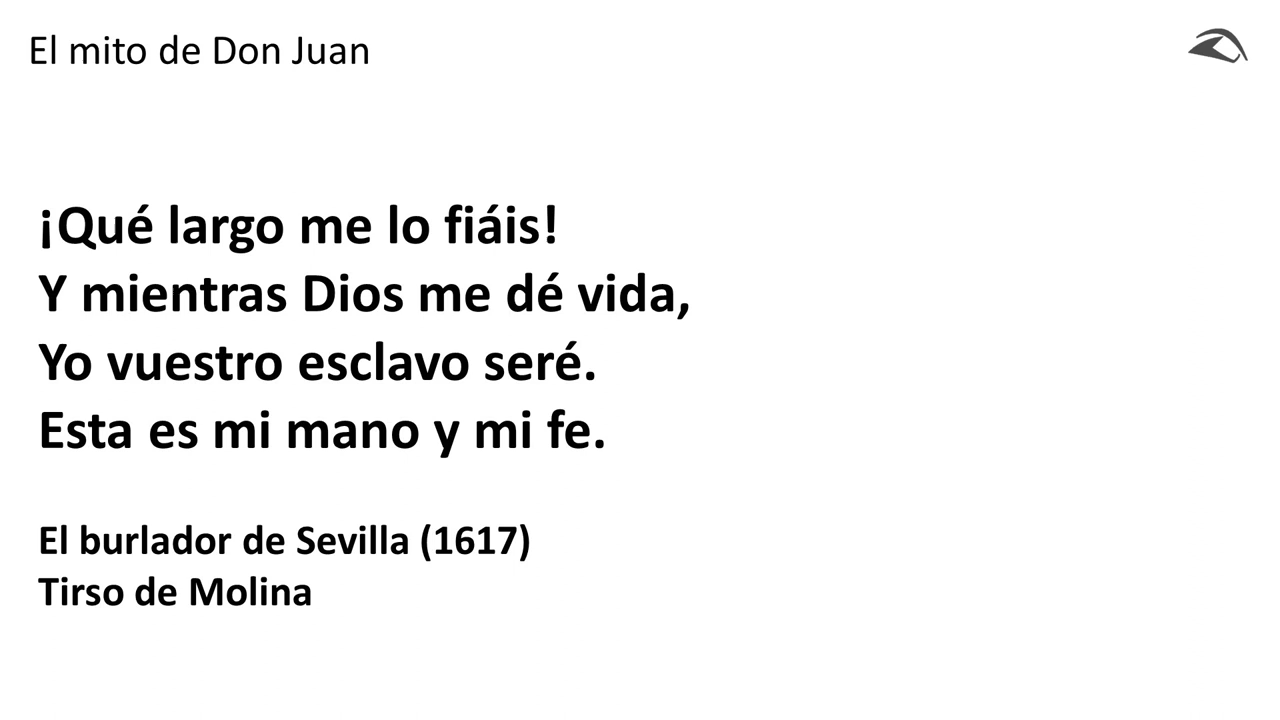 El mito de Don Juan
¡Qué largo me lo fiáis!
Y mientras Dios me dé vida,
Yo vuestro esclavo seré.
Esta es mi mano y mi fe.
El burlador de Sevilla (1617)
Tirso de Molina